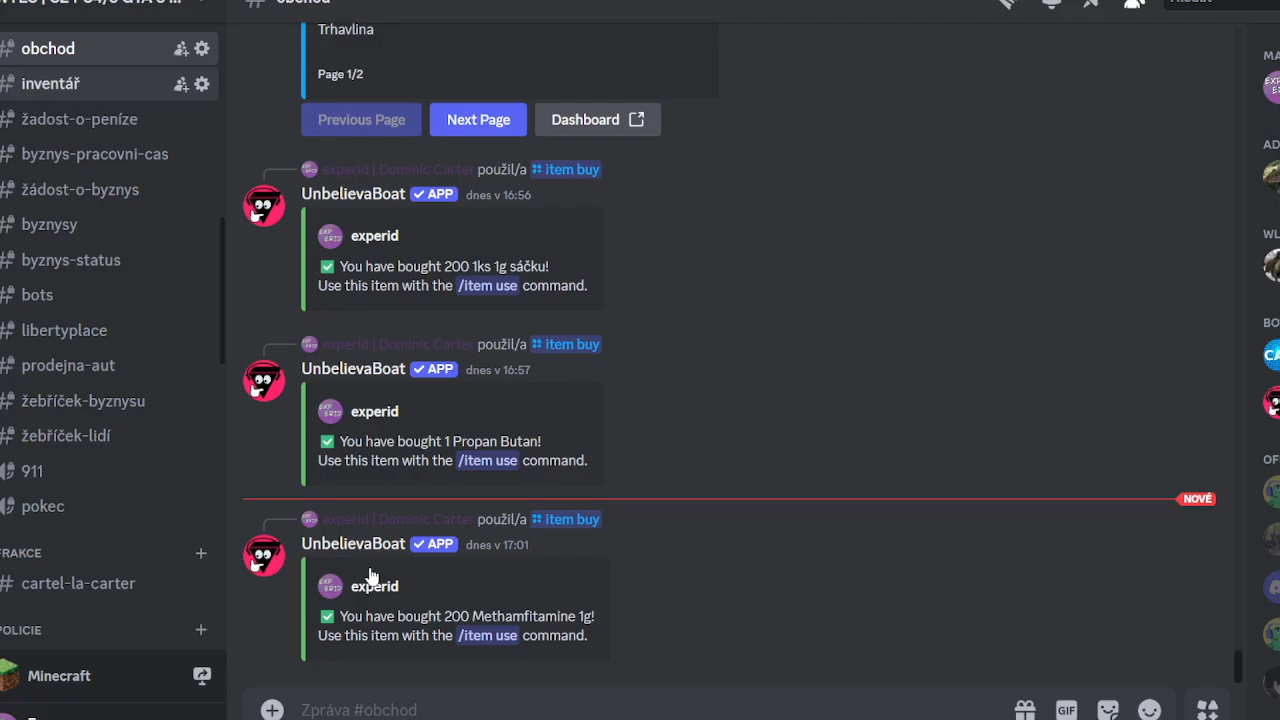 obchod
inventář
žadost-o-peníze
byznys-pracovni-cas
žádost-o-byznys
byznysy
byznys-status
bots
libertyplace
prodejna-aut
žebříček-byznysu
žebříček-lidí
911
pokec
FRAKCE
cartel-la-carter
POLICIE
Minecraft
Trhavlina
Page 1/2
Previous Page
Next Page
Dashboard
experid | Dominic Carter použil/a item buy
UnbelievaBoat APP dnes v 16:56
experid
You have bought 200 1ks 1g sáčku!
Use this item with the /item use command.
experid | Dominic Carter použil/a item buy
UnbelievaBoat APP dnes v 16:57
experid
You have bought 1 Propan Butan!
Use this item with the /item use command.
NOVÉ
experid | Dominic Carter použil/a item buy
UnbelievaBoat APP dnes v 17:01
experid
You have bought 200 Methamfitamine 1g!
Use this item with the /item use command.
Zpráva #obchod
GIF
MA
AD
WL
BO
OF